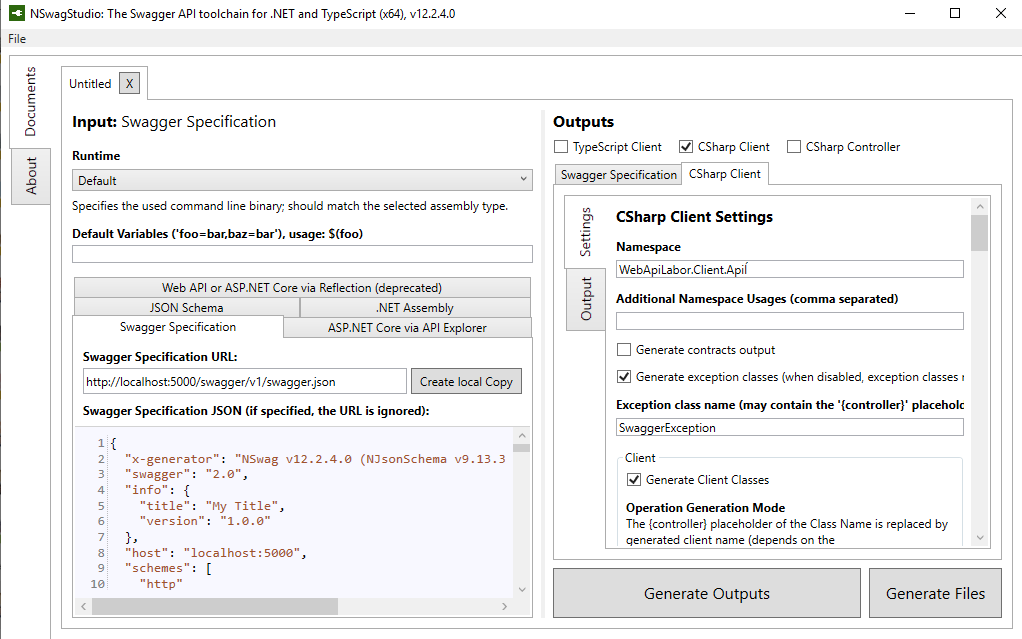 NSwagStudio: The Swagger API toolchain for .NET and TypeScript (x64), v12.2.4.0
File
Documents
About
Untitled X
Input: Swagger Specification
Runtime
Default
Specifies the used command line binary; should match the selected assembly type.
Default Variables ('foo=bar,baz=bar'), usage: $(foo)
Web API or ASP.NET Core via Reflection (deprecated)
JSON Schema
.NET Assembly
Swagger Specification
ASP.NET Core via API Explorer
Swagger Specification URL:
http://localhost:5000/swagger/v1/swagger.json
Create local Copy
Swagger Specification JSON (if specified, the URL is ignored):
1 {
2 "x-generator": "NSwag v12.2.4.0 (NJsonSchema v9.13.3
3 "swagger": "2.0",
4 "info": {
5 "title": "My Title",
6 "version": "1.0.0"
7 },
8 "host": "localhost:5000",
9 "schemes": [
10 "http"
Outputs
TypeScript Client
CSharp Client
CSharp Controller
Swagger Specification
CSharp Client
Settings
Output
CSharp Client Settings
Namespace
WebApiLabor.Client.Api
Additional Namespace Usages (comma separated)
Generate contracts output
Generate exception classes (when disabled, exception classes r
Exception class name (may contain the '{controller}' placehold
SwaggerException
Client
Generate Client Classes
Operation Generation Mode
The {controller} placeholder of the Class Name is replaced by
generated client name (depends on the
Generate Outputs
Generate Files